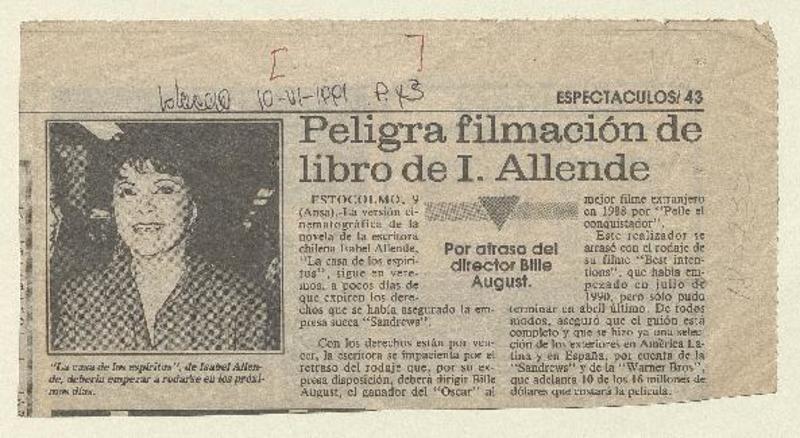 10-VI-1991 P. 43
ESPECTACULOS/ 43
Peligra filmación de
libro de I. Allende
ESTOCOLMO, 9
(Ansa).-La versión ci-
nematográfica de la
novela de la escritora
chilena Isabel Allende,
"La casa de los espíri-
tus", sigue en vere-
mos, a pocos días de
que expiren los dere-
chos que se había asegurado la em-
presa sueca "Sandrews".
Con los derechos están por ven-
cer, la escritora se impacienta por el
retraso del rodaje que, por su ex-
presa disposición, deberá dirigir Bille
August, el ganador del "Oscar" al
Por atraso del
director Bille
August.
mejor filme extranjero
en 1988 por "Pelle el
conquistador".
Este realizador se
atrasó con el rodaje de
su filme "Best inten-
tions", que había em-
pezado en julio de
1990, pero sólo pudo
terminar en abril último. De todos
modos, aseguró que el guión está
completo y que se hizo ya una selec-
ción de los exteriores en América La-
tina y en España, por cuenta de la
"Sandrews" y de la "Warner Bros",
que adelanta 10 de los 16 millones de
dólares que costará la película.
"La casa de los espíritus", de Isabel Allen-
de, debería empezar a rodarse en los próxi-
mos días.